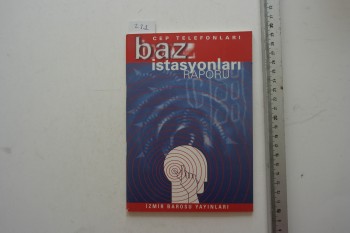 CEP TELEFONLARI
baz
istasyonları
RAPORU
İZMİR BAROSU YAYINLARI